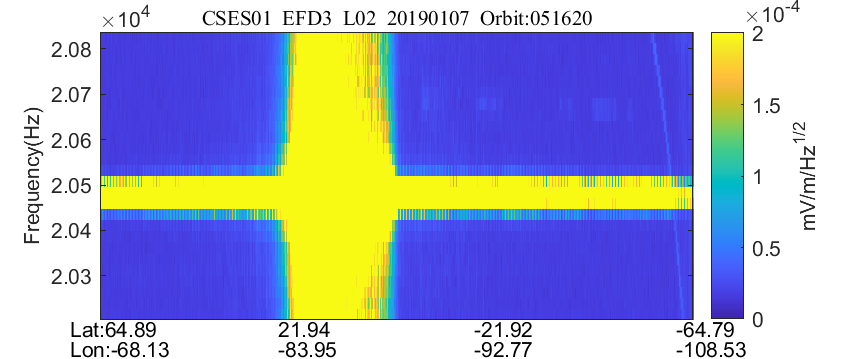 ×10⁴ CSES01 EFD3 L02 20190107 Orbit:051620 ×10⁻⁴
2.08
2.07
2.06
2.05
2.04
2.03
Frequency(Hz)
2
1.5
1
0.5
0
mV/m/Hz^1/2
Lat:64.89 21.94 -21.92 -64.79
Lon:-68.13 -83.95 -92.77 -108.53